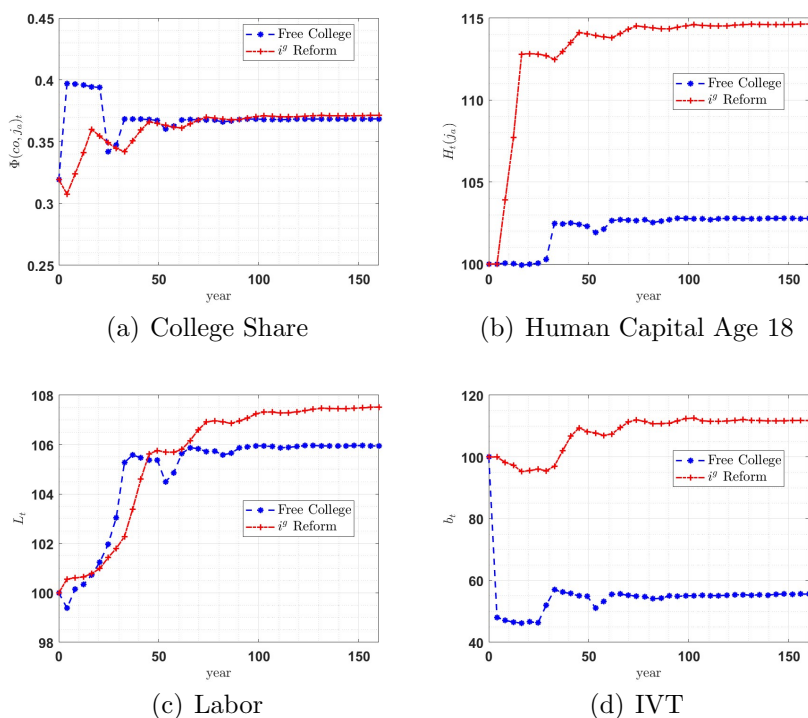 0.45
0.4
0.35
0.3
0.25
Φ(co, j_a)_t
Free College
i^g Reform
0 50 100 150
year
(a) College Share
115
110
105
100
H_t(j_a)
Free College
i^g Reform
0 50 100 150
year
(b) Human Capital Age 18
108
106
104
102
100
98
L_t
Free College
i^g Reform
0 50 100 150
year
(c) Labor
120
100
80
60
40
b_t
Free College
i^g Reform
0 50 100 150
year
(d) IVT